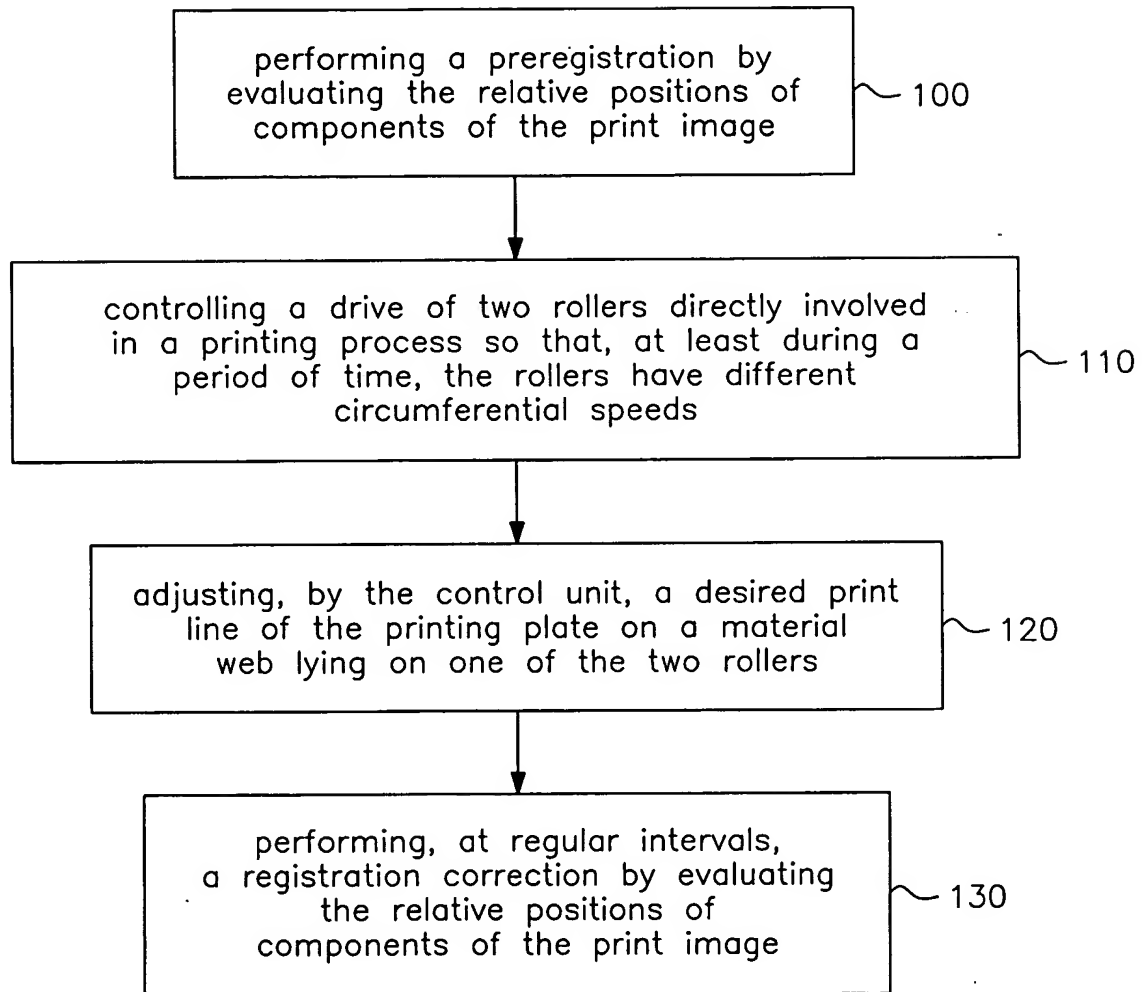 performing a preregistration by
evaluating the relative positions of
components of the print image
100
controlling a drive of two rollers directly involved
in a printing process so that, at least during a
period of time, the rollers have different
circumferential speeds
110
adjusting, by the control unit, a desired print
line of the printing plate on a material
web lying on one of the two rollers
120
performing, at regular intervals,
a registration correction by evaluating
the relative positions of
components of the print image
130